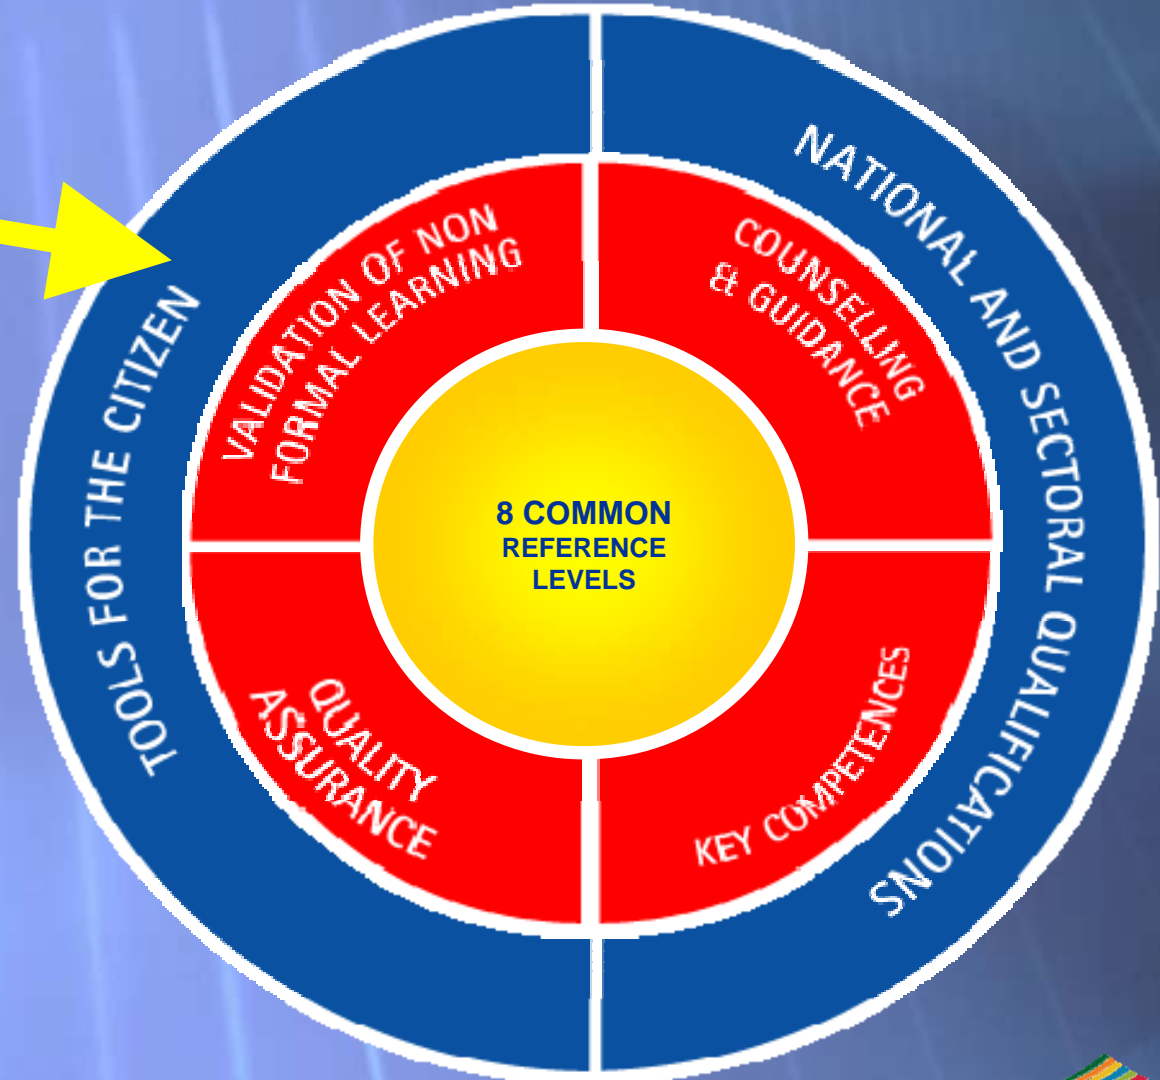 TOOLS FOR THE CITIZEN
NATIONAL AND SECTORAL QUALIFICATIONS
VALIDATION OF NON
FORMAL LEARNING
COUNSELLING
& GUIDANCE
8 COMMON
REFERENCE
LEVELS
QUALITY
ASSURANCE
KEY COMPETENCES